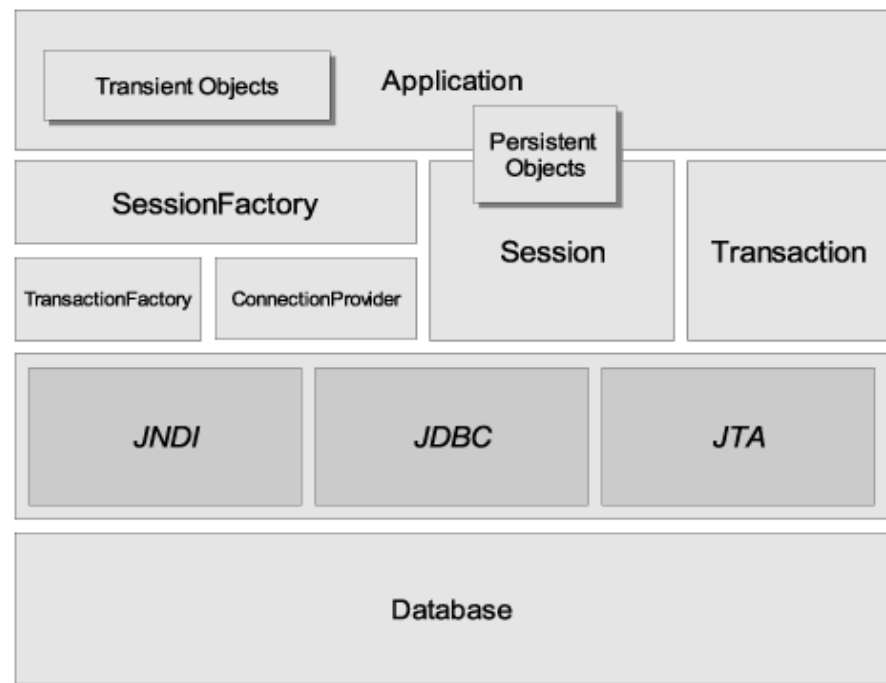 Transient Objects
Application
Persistent
Objects
SessionFactory
Session
Transaction
TransactionFactory
ConnectionProvider
JNDI
JDBC
JTA
Database